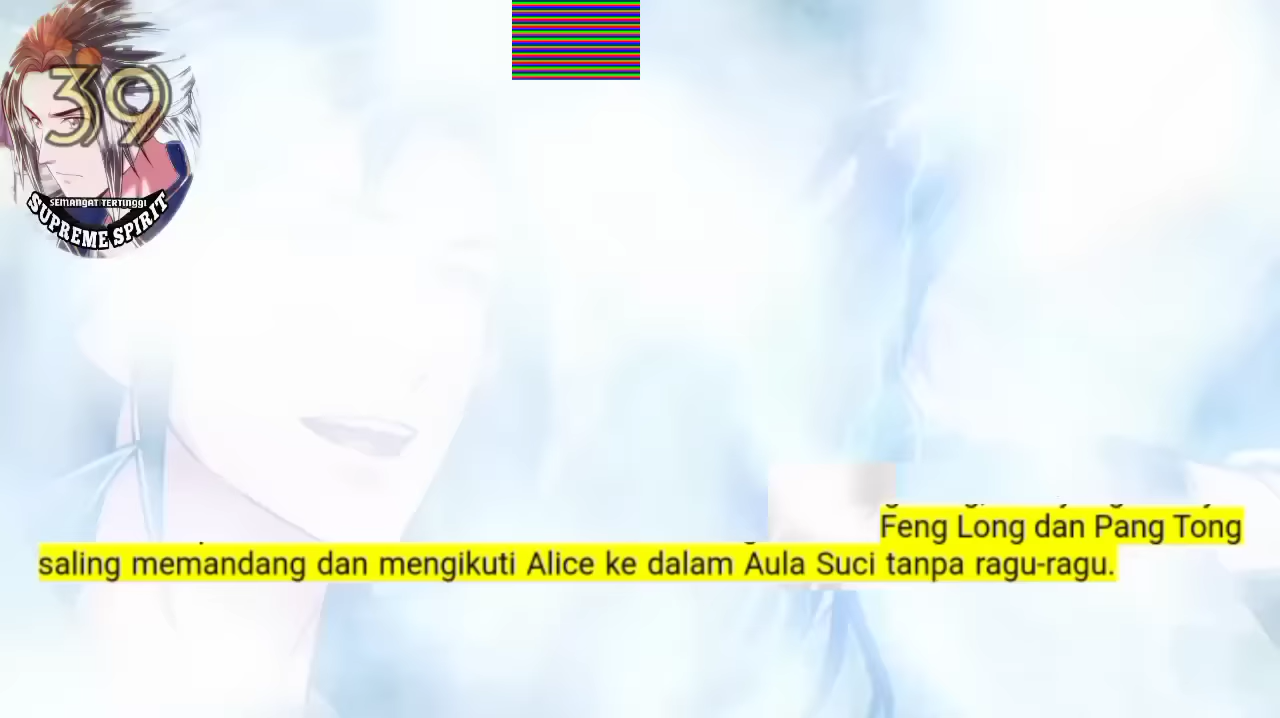 39
SEMANGAT TERTINGGI
SUPREME SPIRIT
Feng Long dan Pang Tong
saling memandang dan mengikuti Alice ke dalam Aula Suci tanpa ragu-ragu.